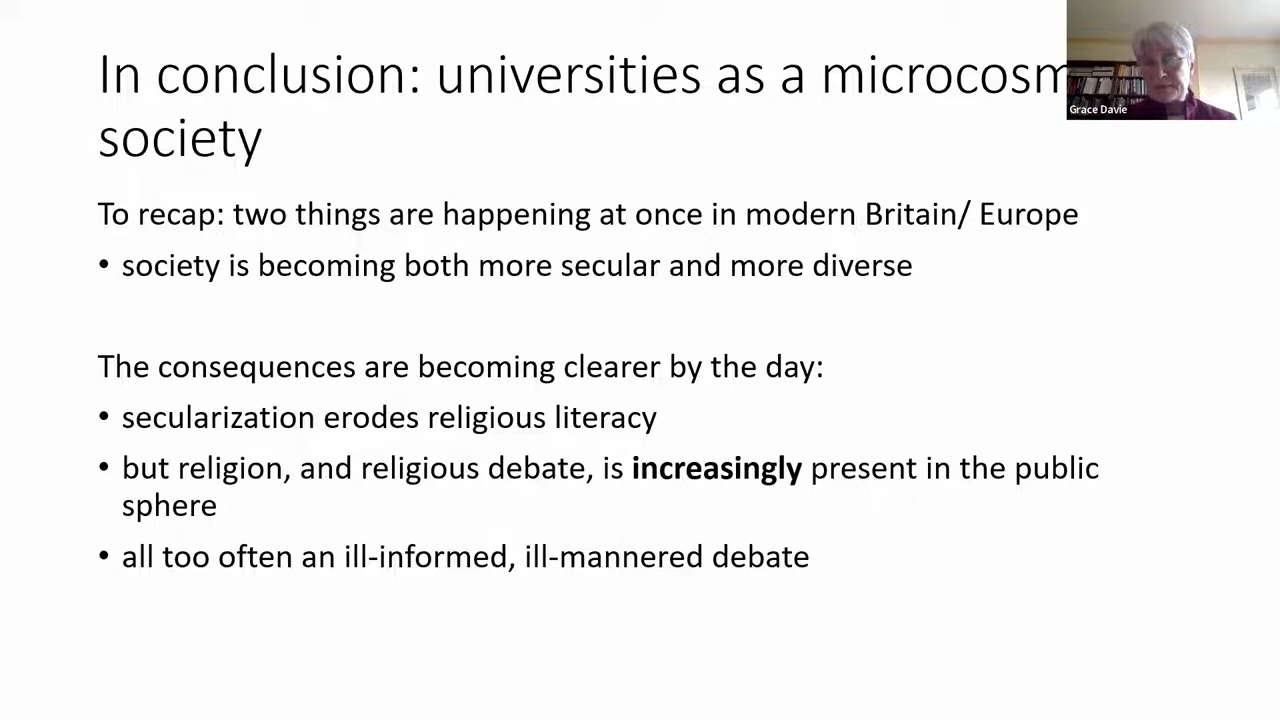 In conclusion: universities as a microcosm
society
Grace Davie
To recap: two things are happening at once in modern Britain/ Europe
• society is becoming both more secular and more diverse
The consequences are becoming clearer by the day:
• secularization erodes religious literacy
• but religion, and religious debate, is increasingly present in the public
sphere
• all too often an ill-informed, ill-mannered debate